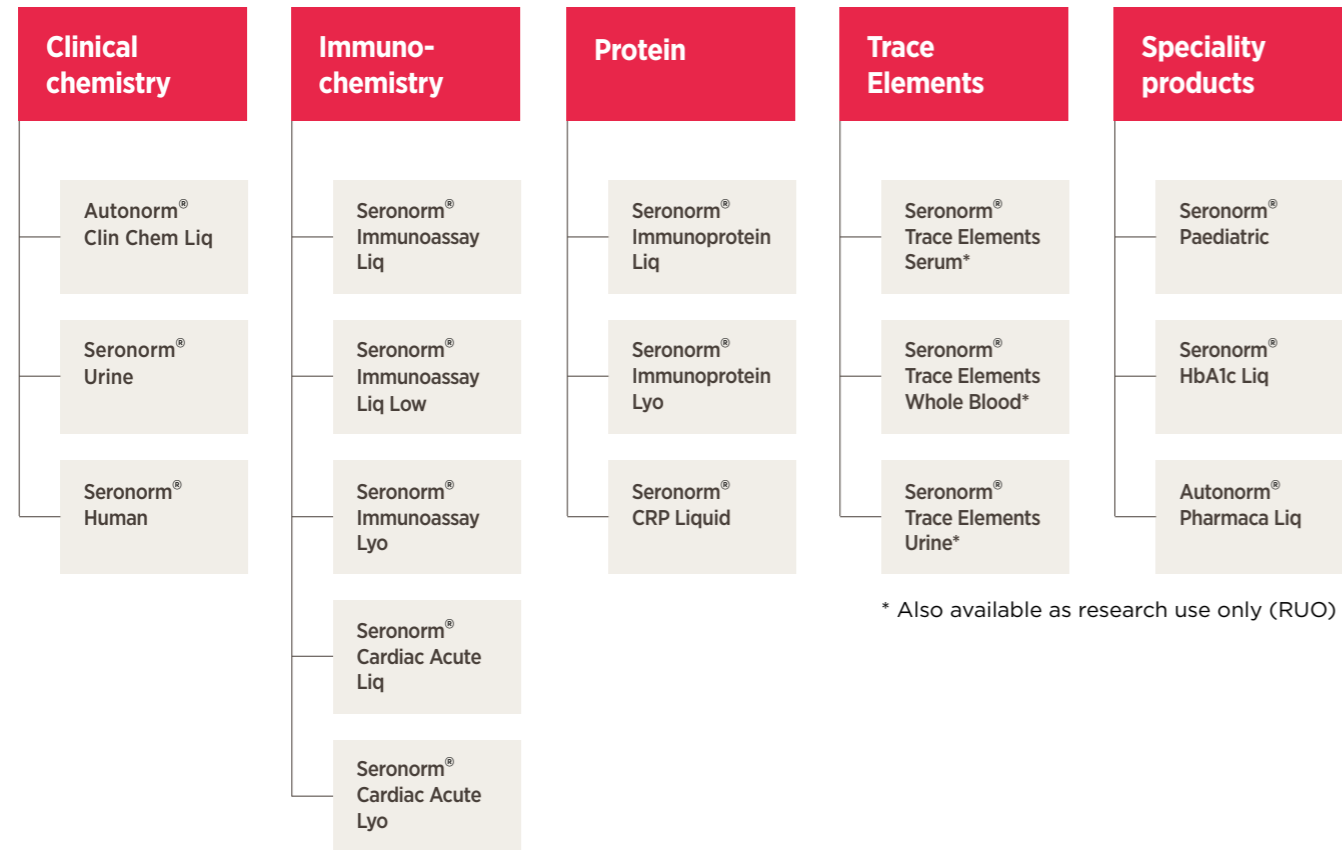 Clinical
chemistry
Autonorm®
Clin Chem Liq
Seronorm®
Urine
Seronorm®
Human
Immuno-
chemistry
Seronorm®
Immunoassay
Liq
Seronorm®
Immunoassay
Liq Low
Seronorm®
Immunoassay
Lyo
Seronorm®
Cardiac Acute
Liq
Seronorm®
Cardiac Acute
Lyo
Protein
Seronorm®
Immunoprotein
Liq
Seronorm®
Immunoprotein
Lyo
Seronorm®
CRP Liquid
Trace
Elements
Seronorm®
Trace Elements
Serum*
Seronorm®
Trace Elements
Whole Blood*
Seronorm®
Trace Elements
Urine*
Speciality
products
Seronorm®
Paediatric
Seronorm®
HbA1c Liq
Autonorm®
Pharmaca Liq
* Also available as research use only (RUO)